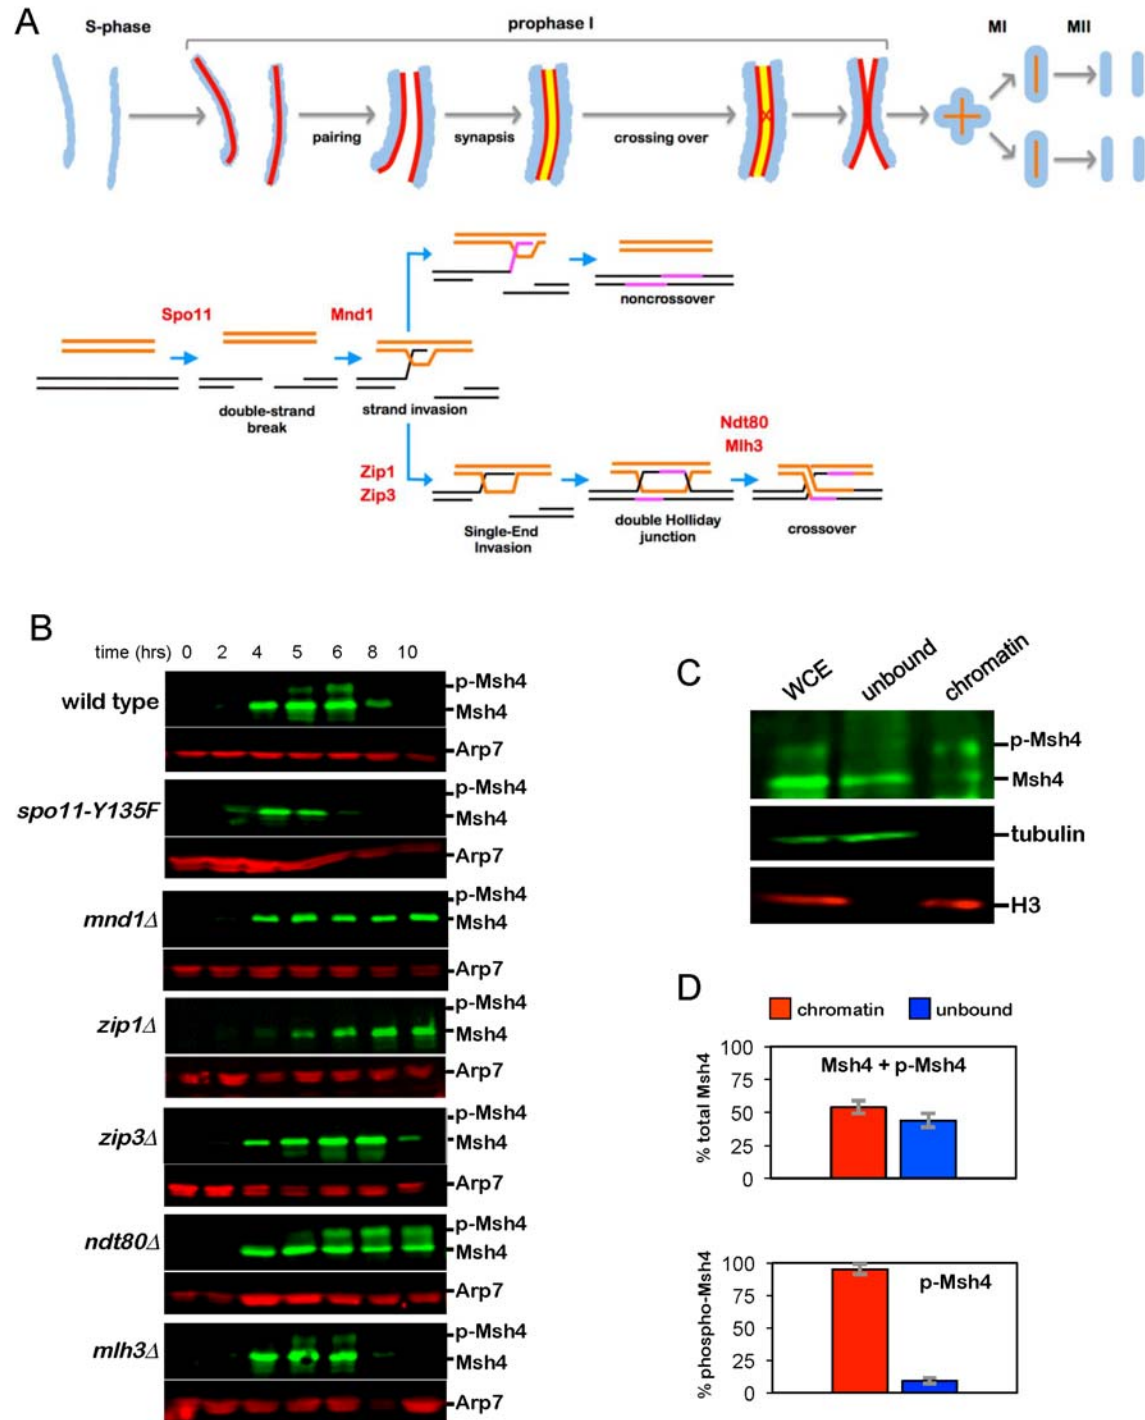 A
S-phase
prophase I
MI
MII
pairing
synapsis
crossing over
noncrossover
Spo11
Mnd1
double-strand
break
strand invasion
Zip1
Zip3
Ndt80
Mlh3
Single-End
Invasion
double Holliday
junction
crossover
B
time (hrs) 0 2 4 5 6 8 10
wild type
p-Msh4
Msh4
Arp7
spo11-Y135F
p-Msh4
Msh4
Arp7
mnd1Δ
p-Msh4
Msh4
Arp7
zip1Δ
p-Msh4
Msh4
Arp7
zip3Δ
p-Msh4
Msh4
Arp7
ndt80Δ
p-Msh4
Msh4
Arp7
mlh3Δ
p-Msh4
Msh4
Arp7
C
WCE
unbound
chromatin
p-Msh4
Msh4
tubulin
H3
D
chromatin unbound
Msh4 + p-Msh4
% total Msh4
100
75
50
25
0
p-Msh4
% phospho-Msh4
100
75
50
25
0